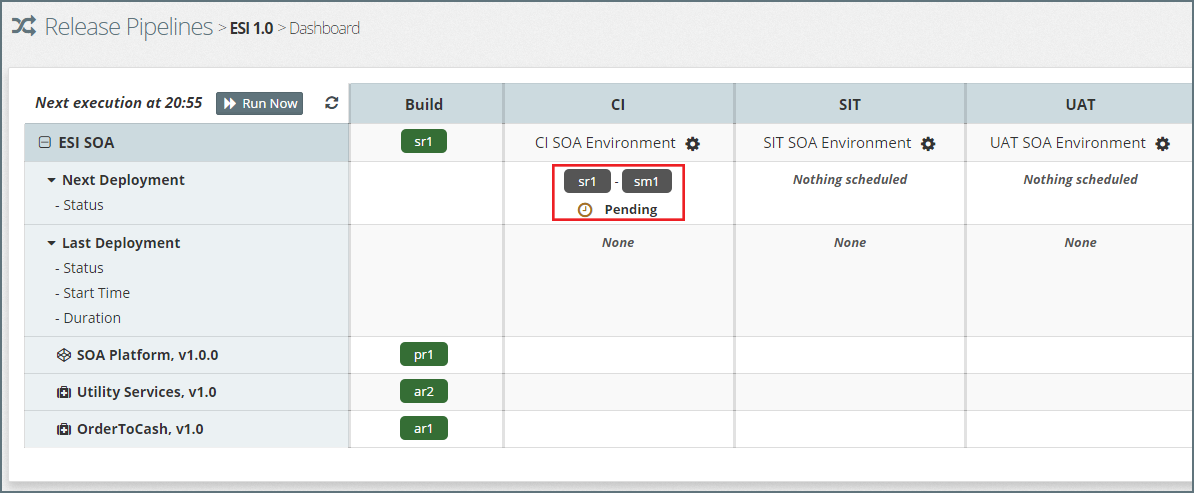 Release Pipelines > ESI 1.0 > Dashboard
Next execution at 20:55 Run Now Build CI SIT UAT
ESI SOA sr1 CI SOA Environment SIT SOA Environment UAT SOA Environment
Next Deployment sr1 - sm1 Nothing scheduled Nothing scheduled
- Status Pending
Last Deployment None None None
- Status
- Start Time
- Duration
SOA Platform, v1.0.0 pr1
Utility Services, v1.0 ar2
OrderToCash, v1.0 ar1